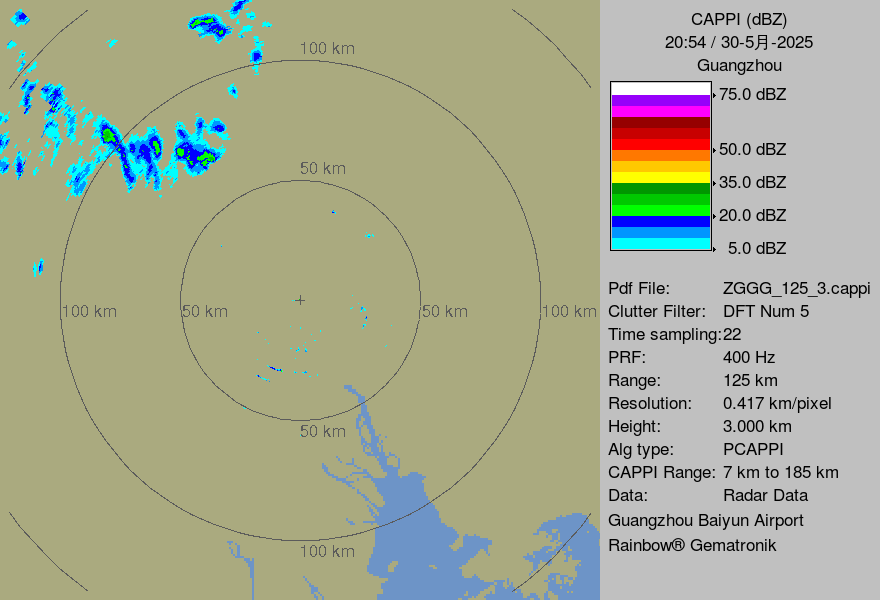 CAPPI (dBZ)
20:54 / 30-5月-2025
Guangzhou
75.0 dBZ
50.0 dBZ
35.0 dBZ
20.0 dBZ
5.0 dBZ
Pdf File: ZGGG_125_3.cappi
Clutter Filter: DFT Num 5
Time sampling: 22
PRF: 400 Hz
Range: 125 km
Resolution: 0.417 km/pixel
Height: 3.000 km
Alg type: PCAPPI
CAPPI Range: 7 km to 185 km
Data: Radar Data
Guangzhou Baiyun Airport
Rainbow® Gematronik
100 km
50 km
100 km
50 km
50 km
100 km
50 km
100 km